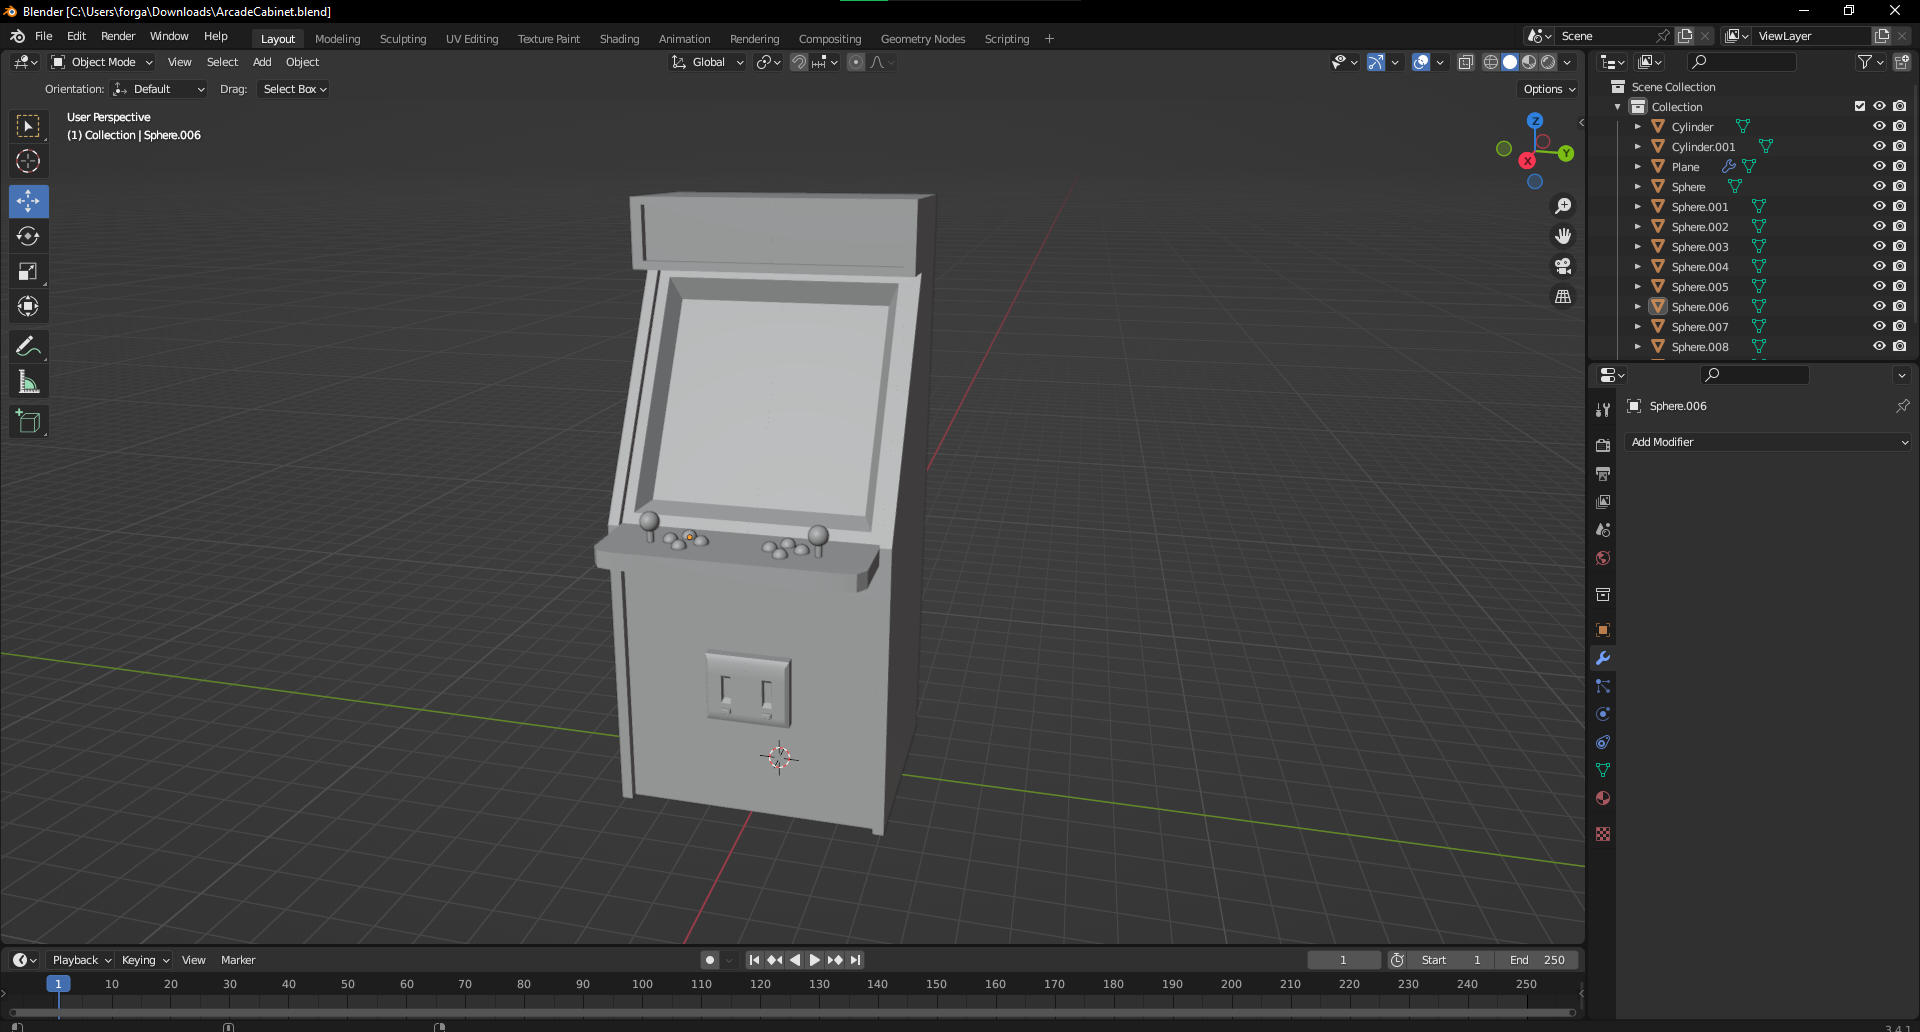 Blender [C:\Users\forga\Downloads\ArcadeCabinet.blend]
File Edit Render Window Help Layout Modeling Sculpting UV Editing Texture Paint Shading Animation Rendering Compositing Geometry Nodes Scripting + Scene ViewLayer
Object Mode View Select Add Object Global
Orientation: Default Drag: Select Box Options
User Perspective
(1) Collection | Sphere.006
Z
Y
X
Scene Collection
Collection
Cylinder
Cylinder.001
Plane
Sphere
Sphere.001
Sphere.002
Sphere.003
Sphere.004
Sphere.005
Sphere.006
Sphere.007
Sphere.008
Sphere.006
Add Modifier
Playback Keying View Marker 1 Start 1 End 250
1 10 20 30 40 50 60 70 80 90 100 110 120 130 140 150 160 170 180 190 200 210 220 230 240 250
3.4.1